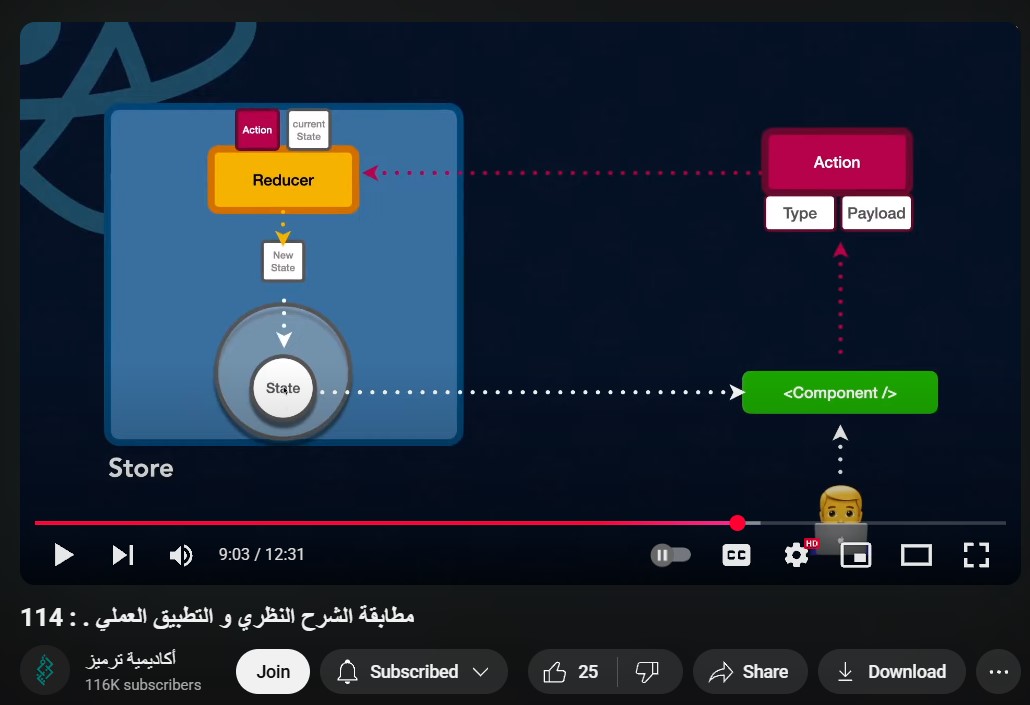 Action
current
State
Reducer
New
State
State
Store
Action
Type
Payload
<Component />
9:03 / 12:31
CC
HD
114 : . مطابقة الشرح النظري و التطبيق العملي
أكاديمية ترميز
116K subscribers
Join
Subscribed
25
Share
Download